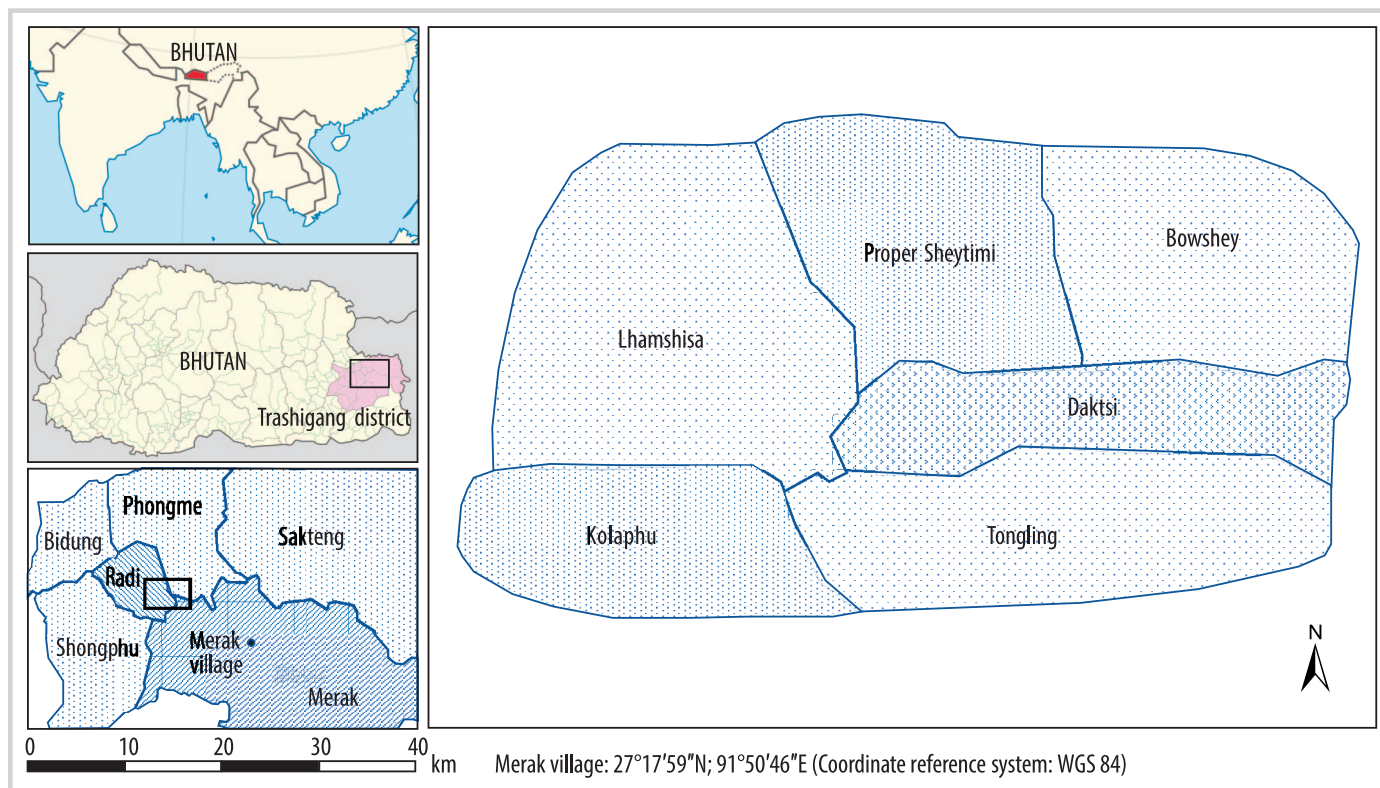 BHUTAN
BHUTAN
Trashigang district
Phongme
Sakteng
Bidung
Radi
Shongphu
Merak
village
Merak
0 10 20 30 40
km
Proper Sheytimi
Bowshey
Lhamshisa
Daktsi
Kolaphu
Tongling
N
Merak village: 27°17′59″N; 91°50′46″E (Coordinate reference system: WGS 84)